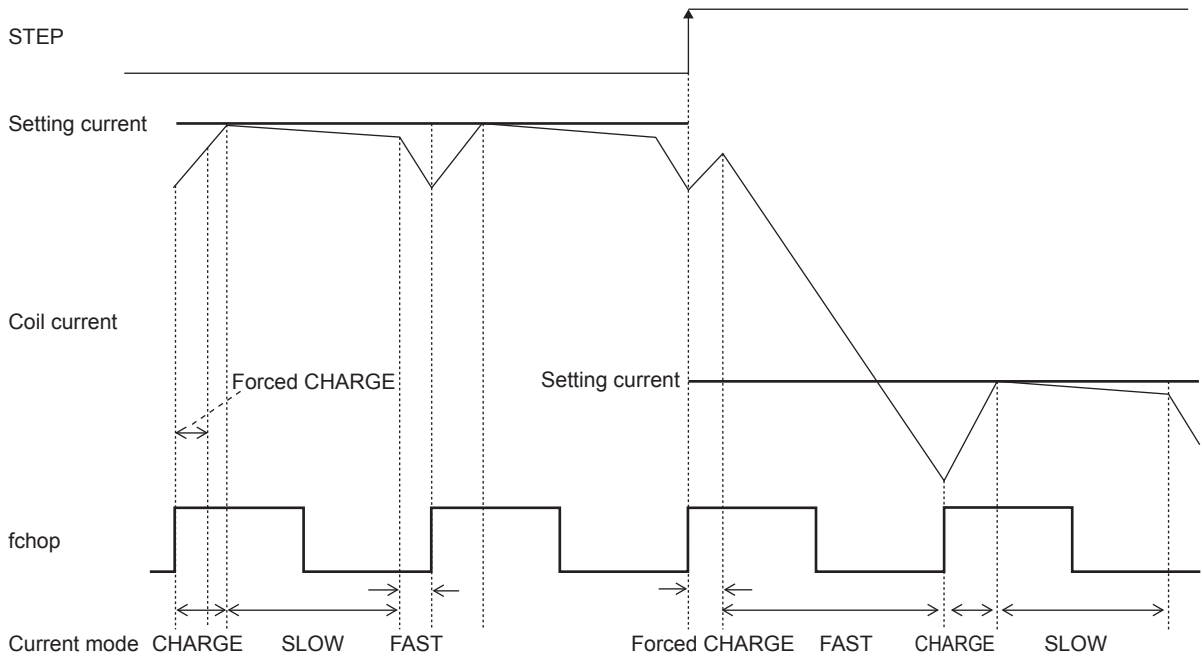 STEP
Setting current
Coil current
Forced CHARGE
Setting current
fchop
Current mode CHARGE SLOW FAST Forced CHARGE FAST CHARGE SLOW